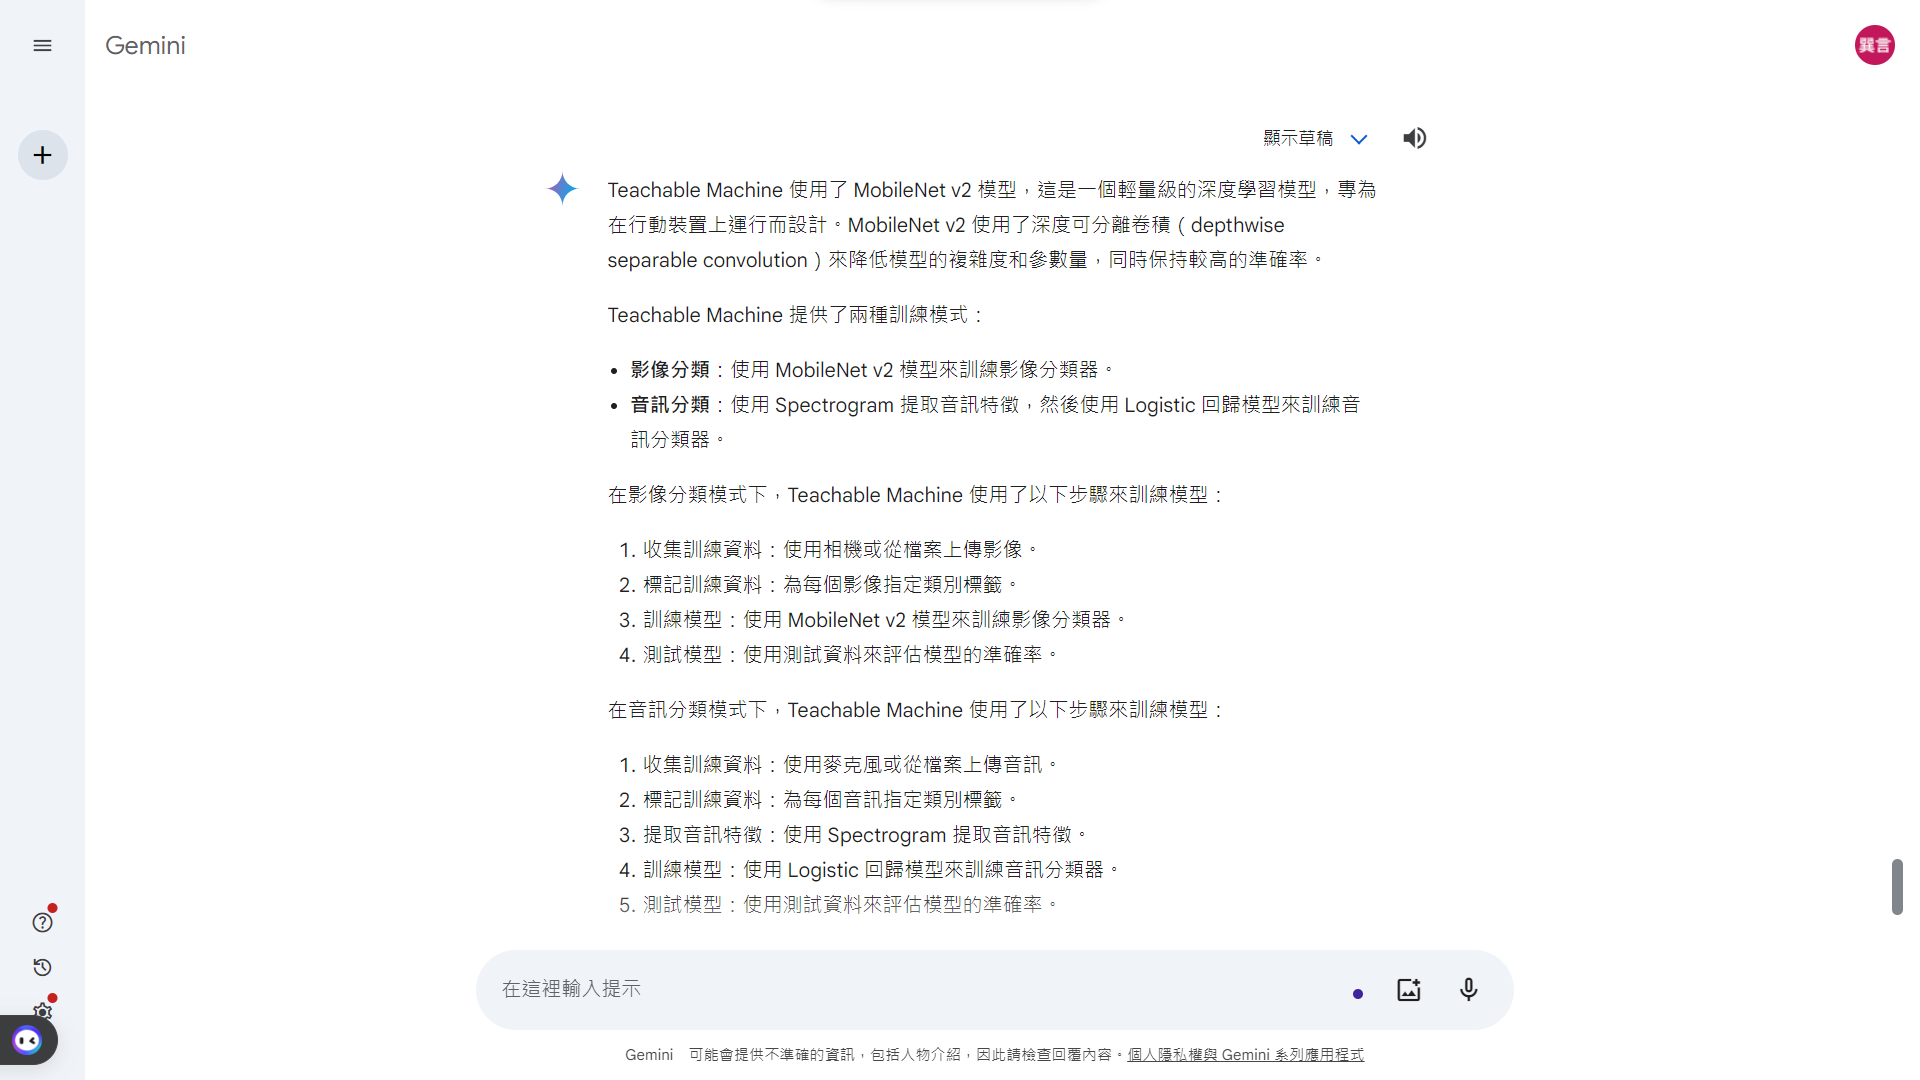 Gemini
巽言
顯示草稿
Teachable Machine 使用了 MobileNet v2 模型，這是一個輕量級的深度學習模型，專為
在行動裝置上運行而設計。MobileNet v2 使用了深度可分離卷積（depthwise
separable convolution）來降低模型的複雜度和參數量，同時保持較高的準確率。
Teachable Machine 提供了兩種訓練模式：
• 影像分類：使用 MobileNet v2 模型來訓練影像分類器。
• 音訊分類：使用 Spectrogram 提取音訊特徵，然後使用 Logistic 回歸模型來訓練音
訊分類器。
在影像分類模式下，Teachable Machine 使用了以下步驟來訓練模型：
1. 收集訓練資料：使用相機或從檔案上傳影像。
2. 標記訓練資料：為每個影像指定類別標籤。
3. 訓練模型：使用 MobileNet v2 模型來訓練影像分類器。
4. 測試模型：使用測試資料來評估模型的準確率。
在音訊分類模式下，Teachable Machine 使用了以下步驟來訓練模型：
1. 收集訓練資料：使用麥克風或從檔案上傳音訊。
2. 標記訓練資料：為每個音訊指定類別標籤。
3. 提取音訊特徵：使用 Spectrogram 提取音訊特徵。
4. 訓練模型：使用 Logistic 回歸模型來訓練音訊分類器。
5. 測試模型：使用測試資料來評估模型的準確率。
在這裡輸入提示
Gemini 可能會提供不準確的資訊，包括人物介紹，因此請檢查回覆內容。個人隱私權與 Gemini 系列應用程式